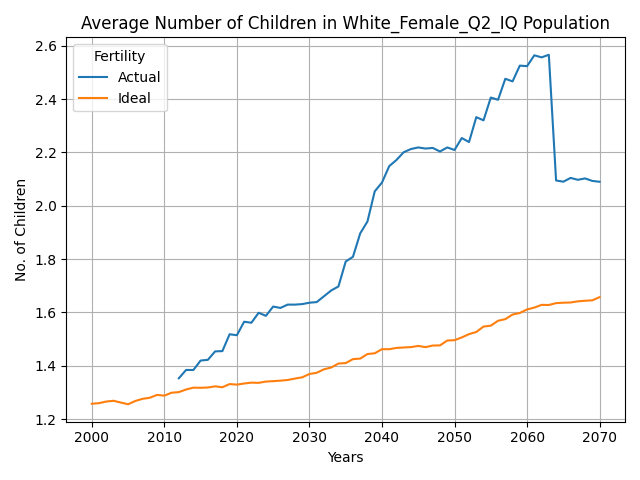 Average Number of Children in White_Female_Q2_IQ Population
Fertility
Actual
Ideal
No. of Children
2.6
2.4
2.2
2.0
1.8
1.6
1.4
1.2
2000 2010 2020 2030 2040 2050 2060 2070
Years